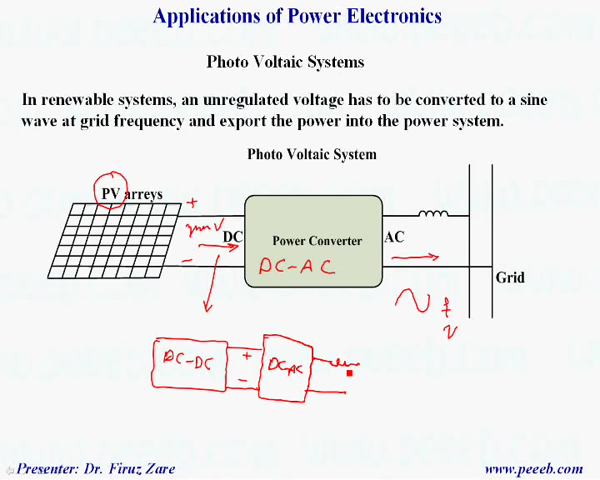 Applications of Power Electronics
Photo Voltaic Systems
In renewable systems, an unregulated voltage has to be converted to a sine
wave at grid frequency and export the power into the power system.
Photo Voltaic System
PV arreys
+
V
DC
Power Converter
AC
DC-AC
-
Grid
f
v
DC-DC
+
-
DC AC
Presenter: Dr. Firuz Zare
www.peeeb.com